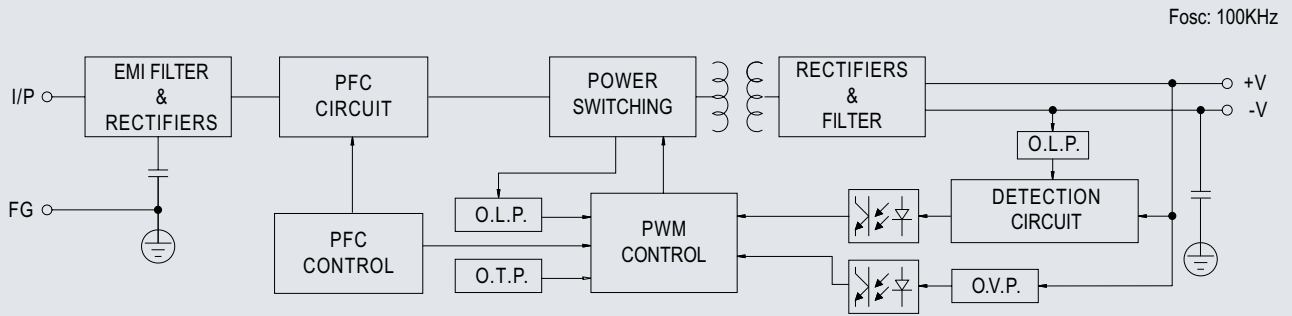 Fosc: 100KHz
I/P
EMI FILTER
&
RECTIFIERS
PFC
CIRCUIT
POWER
SWITCHING
RECTIFIERS
&
FILTER
+V
-V
O.L.P.
FG
PFC
CONTROL
O.L.P.
O.T.P.
PWM
CONTROL
DETECTION
CIRCUIT
O.V.P.